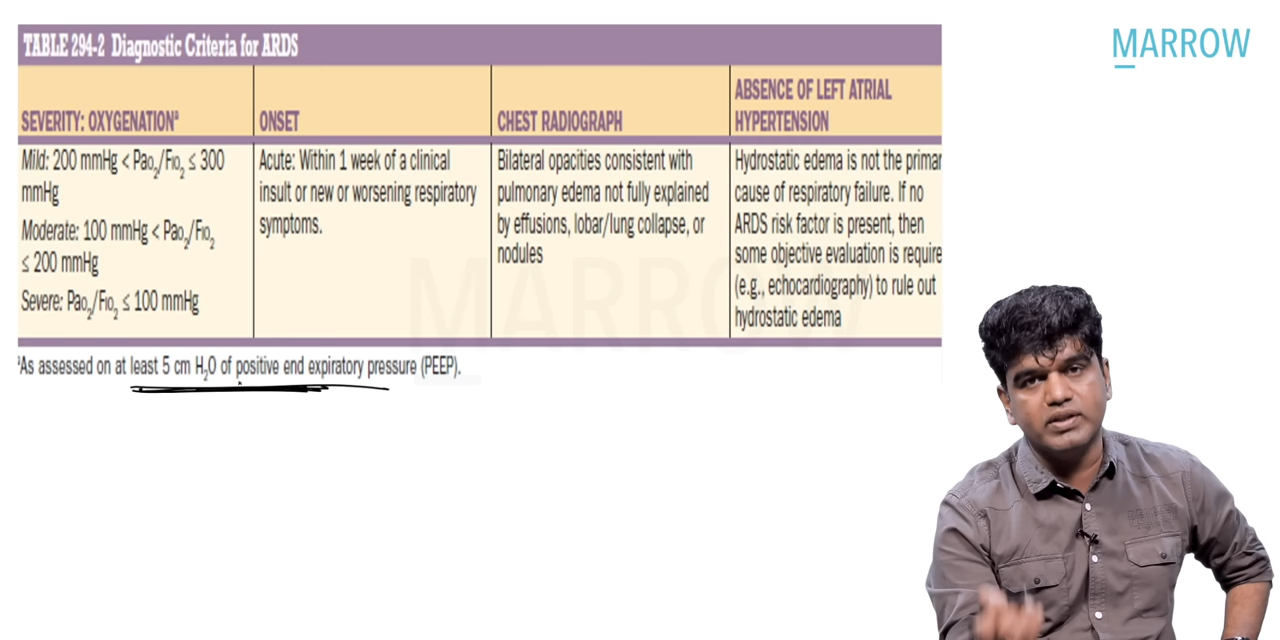 TABLE 294-2 Diagnostic Criteria for ARDS
MARROW
SEVERITY: OXYGENATIONª
ONSET
CHEST RADIOGRAPH
ABSENCE OF LEFT ATRIAL
HYPERTENSION
Mild: 200 mmHg < Pao₂/Fio₂ ≤ 300
mmHg
Moderate: 100 mmHg < Pao₂/Fio₂
≤ 200 mmHg
Severe: Pao₂/Fio₂ ≤ 100 mmHg
Acute: Within 1 week of a clinical
insult or new or worsening respiratory
symptoms.
Bilateral opacities consistent with
pulmonary edema not fully explained
by effusions, lobar/lung collapse, or
nodules
Hydrostatic edema is not the primar
cause of respiratory failure. If no
ARDS risk factor is present, then
some objective evaluation is require
(e.g., echocardiography) to rule out
hydrostatic edema
MARROW
ªAs assessed on at least 5 cm H₂O of positive end expiratory pressure (PEEP).